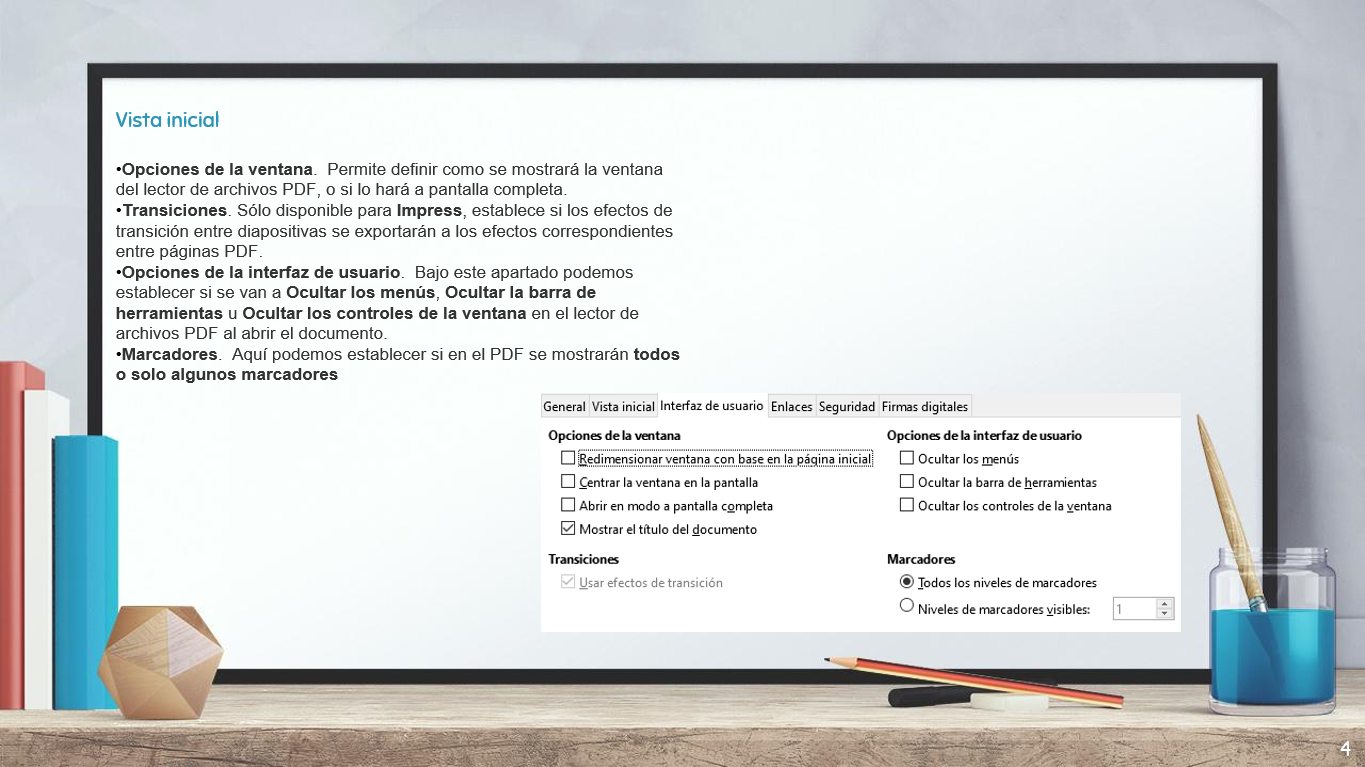 Vista inicial
•Opciones de la ventana.  Permite definir como se mostrará la ventana
del lector de archivos PDF, o si lo hará a pantalla completa.
•Transiciones. Sólo disponible para Impress, establece si los efectos de
transición entre diapositivas se exportarán a los efectos correspondientes
entre páginas PDF.
•Opciones de la interfaz de usuario.  Bajo este apartado podemos
establecer si se van a Ocultar los menús, Ocultar la barra de
herramientas u Ocultar los controles de la ventana en el lector de
archivos PDF al abrir el documento.
•Marcadores.  Aquí podemos establecer si en el PDF se mostrarán todos
o solo algunos marcadores
General Vista inicial Interfaz de usuario Enlaces Seguridad Firmas digitales
Opciones de la ventana
Redimensionar ventana con base en la página inicial
Centrar la ventana en la pantalla
Abrir en modo a pantalla completa
Mostrar el título del documento
Transiciones
Usar efectos de transición
Opciones de la interfaz de usuario
Ocultar los menús
Ocultar la barra de herramientas
Ocultar los controles de la ventana
Marcadores
Todos los niveles de marcadores
Niveles de marcadores visibles: 1
4